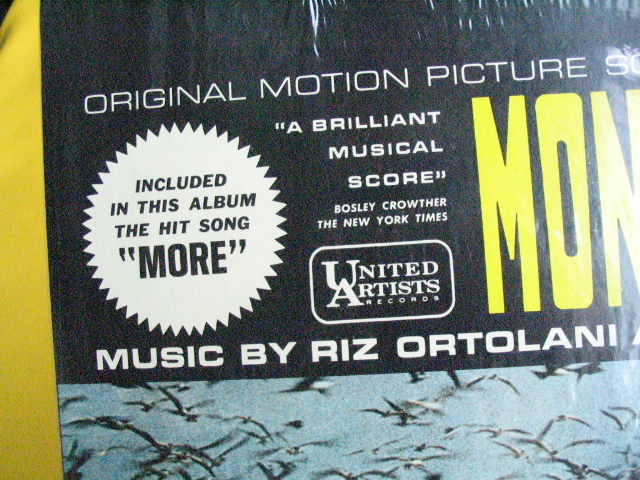 ORIGINAL MOTION PICTURE SO
"A BRILLIANT
MUSICAL
SCORE"
BOSLEY CROWTHER
THE NEW YORK TIMES
MON
INCLUDED
IN THIS ALBUM
THE HIT SONG
"MORE"
UNITED
ARTISTS
RECORDS
MUSIC BY RIZ ORTOLANI A